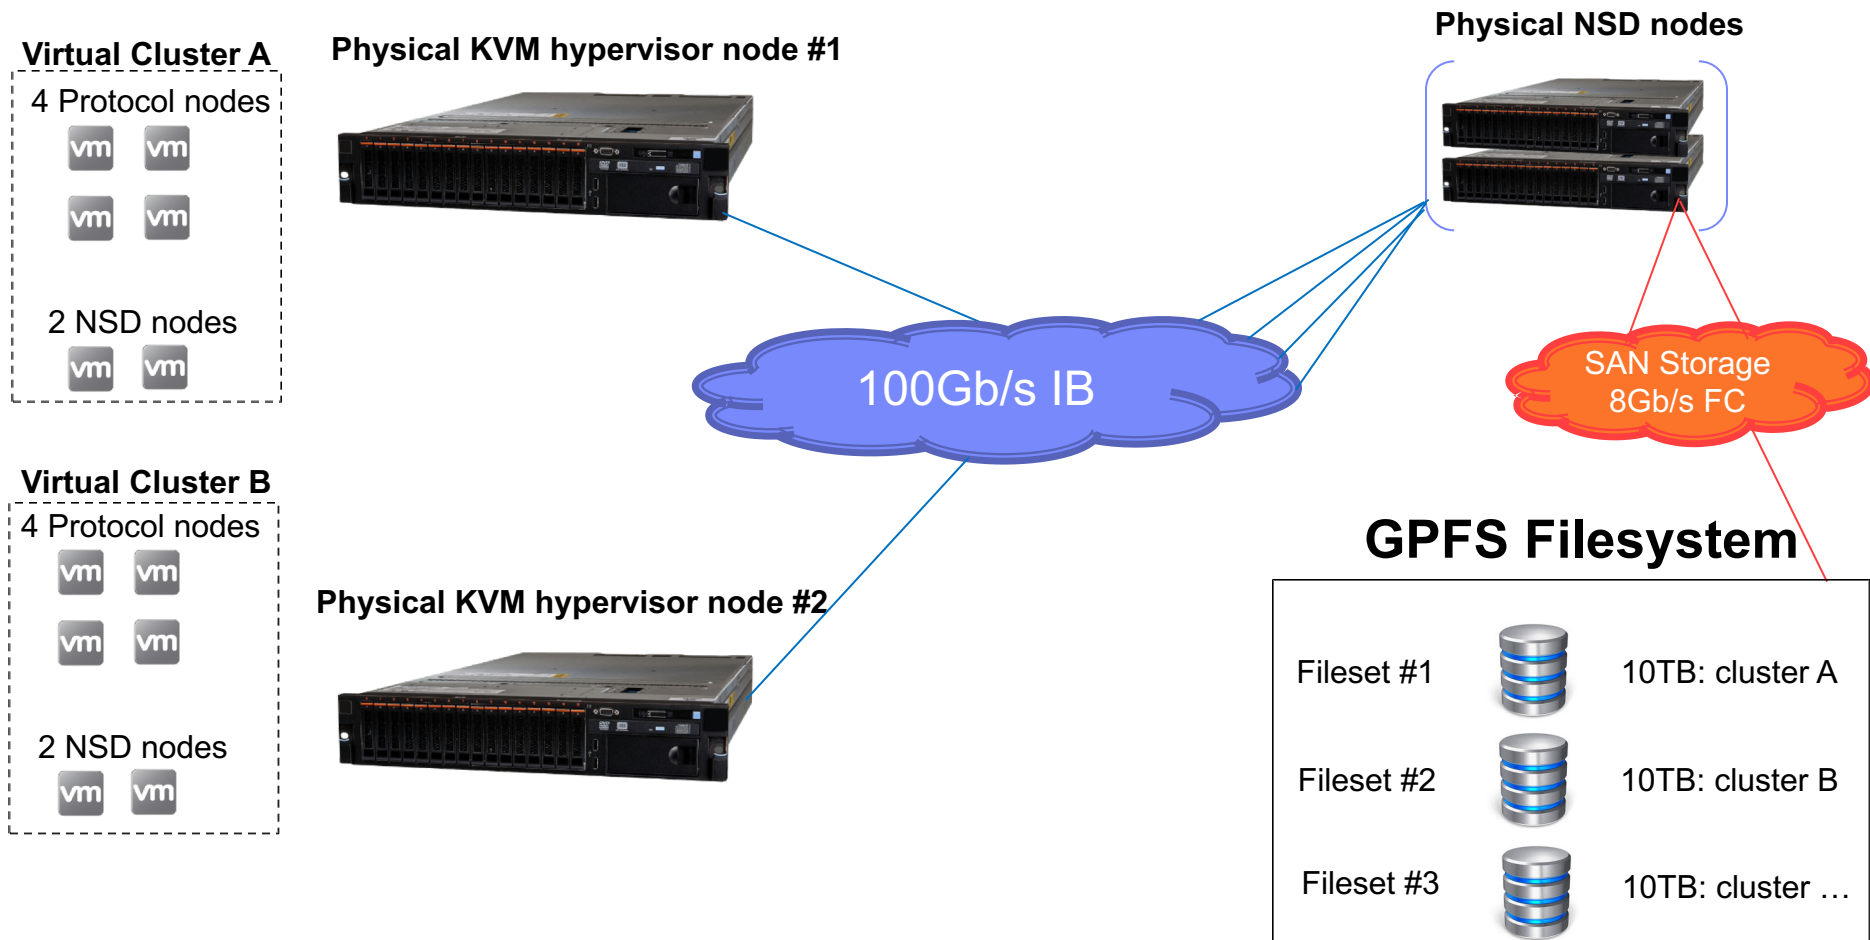 Virtual Cluster A
4 Protocol nodes
vm vm
vm vm
2 NSD nodes
vm vm
Physical KVM hypervisor node #1
Physical NSD nodes
100Gb/s IB
SAN Storage
8Gb/s FC
Virtual Cluster B
4 Protocol nodes
vm vm
vm vm
2 NSD nodes
vm vm
Physical KVM hypervisor node #2
GPFS Filesystem
Fileset #1 10TB: cluster A
Fileset #2 10TB: cluster B
Fileset #3 10TB: cluster …